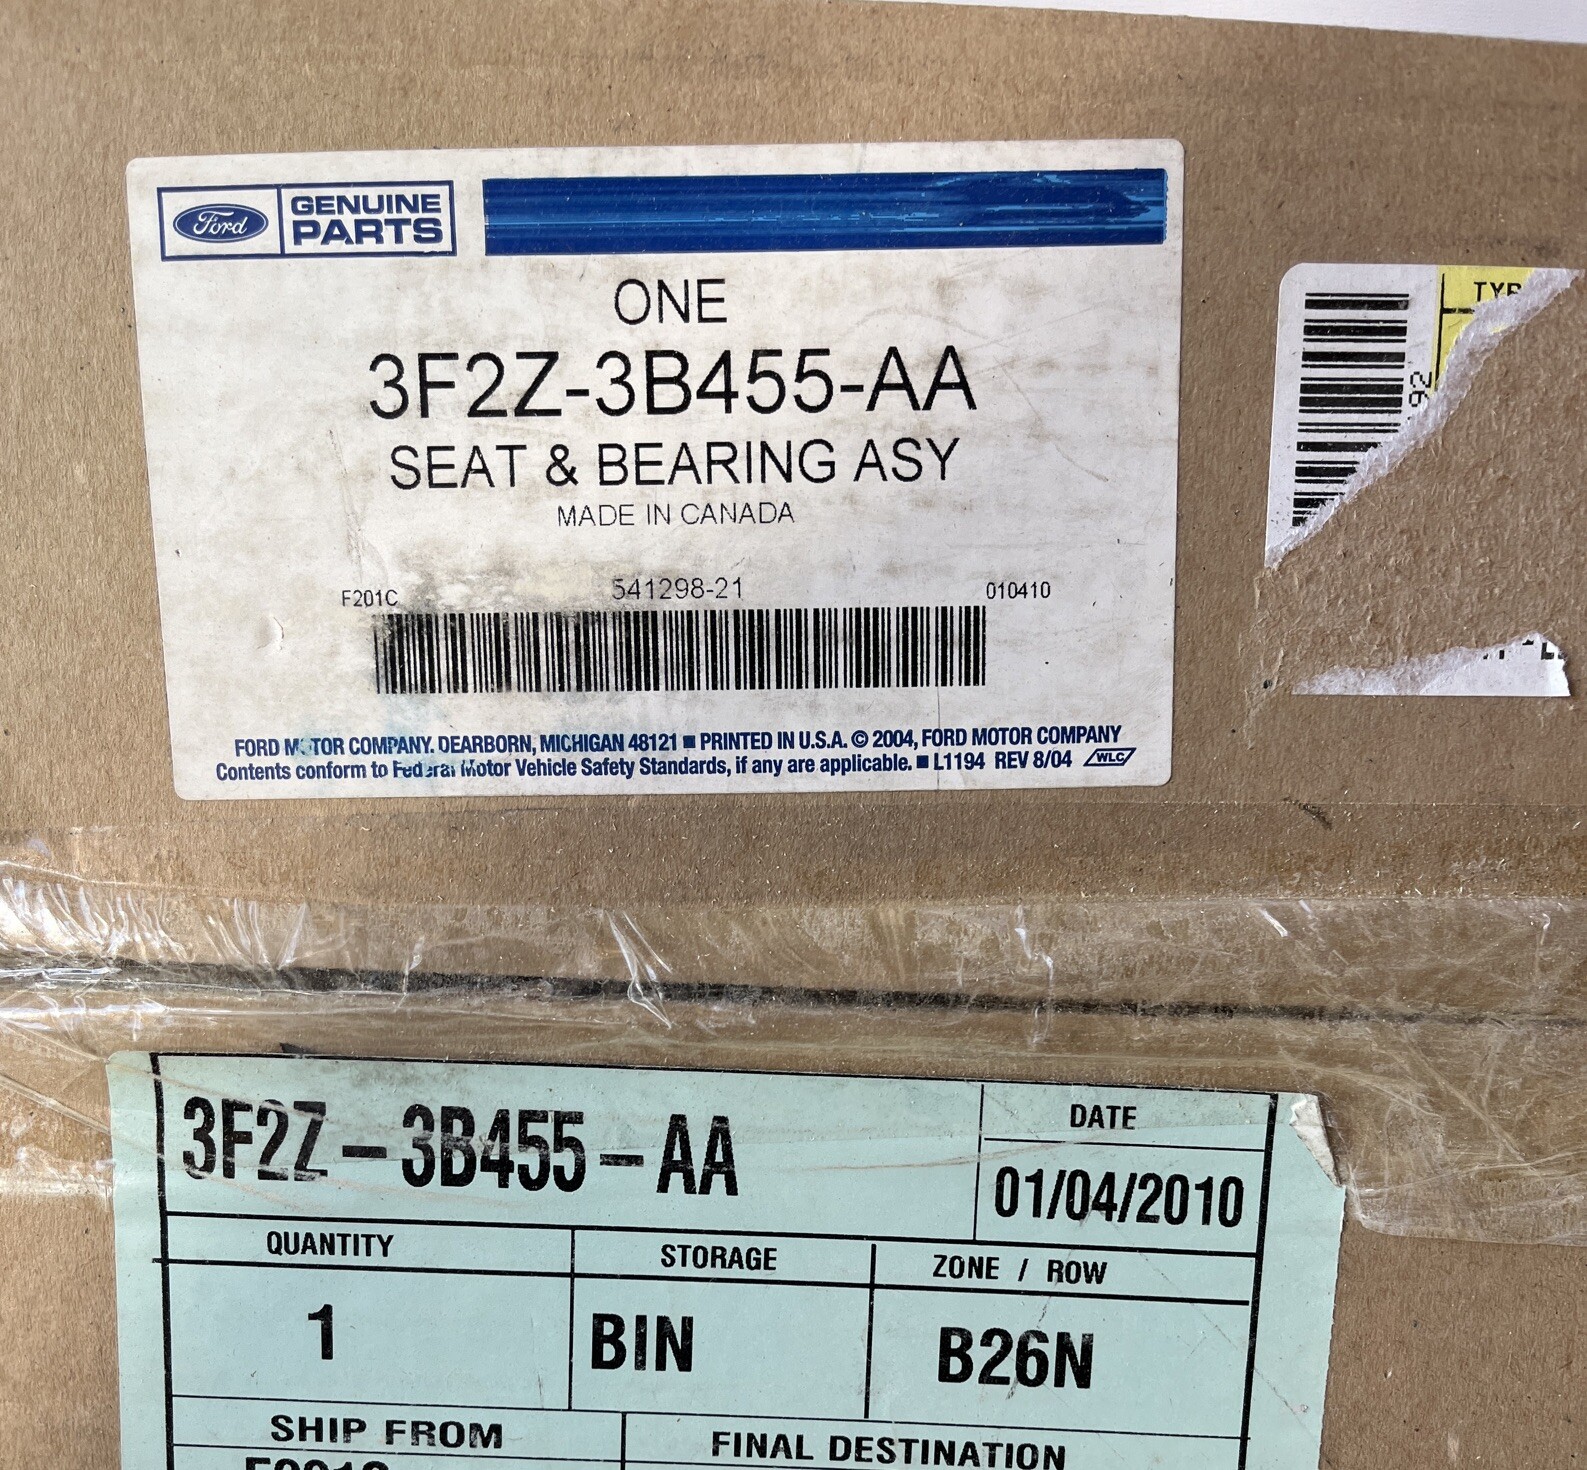 Ford GENUINE PARTS
ONE
3F2Z-3B455-AA
SEAT & BEARING ASY
MADE IN CANADA
F201C 541298-21 010410
FORD MOTOR COMPANY. DEARBORN, MICHIGAN 48121 ■ PRINTED IN U.S.A. © 2004, FORD MOTOR COMPANY
Contents conform to Federal Motor Vehicle Safety Standards, if any are applicable. ■ L1194 REV 8/04 WLC
92
3F2Z-3B455-AA
DATE
01/04/2010
QUANTITY STORAGE ZONE / ROW
1 BIN B26N
SHIP FROM FINAL DESTINATION